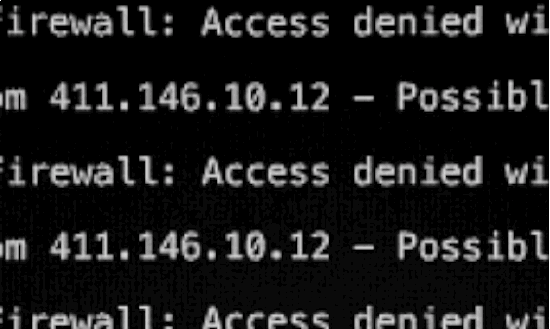 firewall: Access denied wi
om 411.146.10.12 – Possibl
firewall: Access denied wi
om 411.146.10.12 – Possibl
firewall: Access denied wi